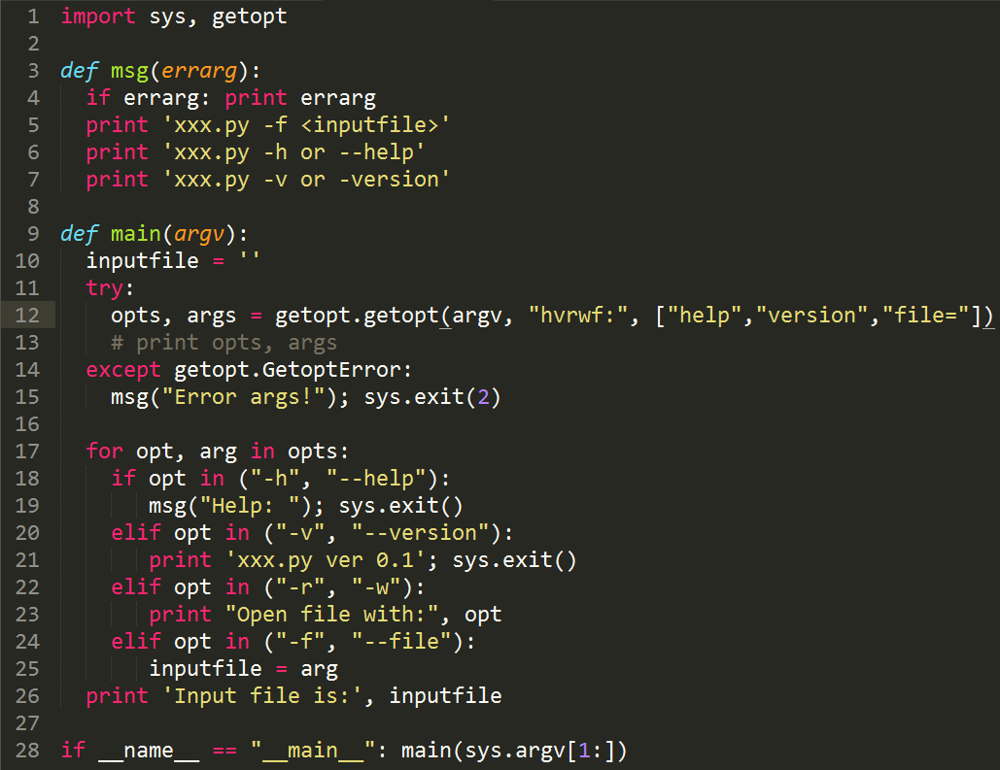 1 import sys, getopt
2
3 def msg(errarg):
4   if errarg: print errarg
5   print 'xxx.py -f <inputfile>'
6   print 'xxx.py -h or --help'
7   print 'xxx.py -v or -version'
8
9 def main(argv):
10   inputfile = ''
11   try:
12     opts, args = getopt.getopt(argv, "hvrwf:", ["help","version","file="])
13     # print opts, args
14   except getopt.GetoptError:
15     msg("Error args!"); sys.exit(2)
16
17   for opt, arg in opts:
18     if opt in ("-h", "--help"):
19        msg("Help: "); sys.exit()
20     elif opt in ("-v", "--version"):
21        print 'xxx.py ver 0.1'; sys.exit()
22     elif opt in ("-r", "-w"):
23        print "Open file with:", opt
24     elif opt in ("-f", "--file"):
25        inputfile = arg
26   print 'Input file is:', inputfile
27
28 if __name__ == "__main__": main(sys.argv[1:])